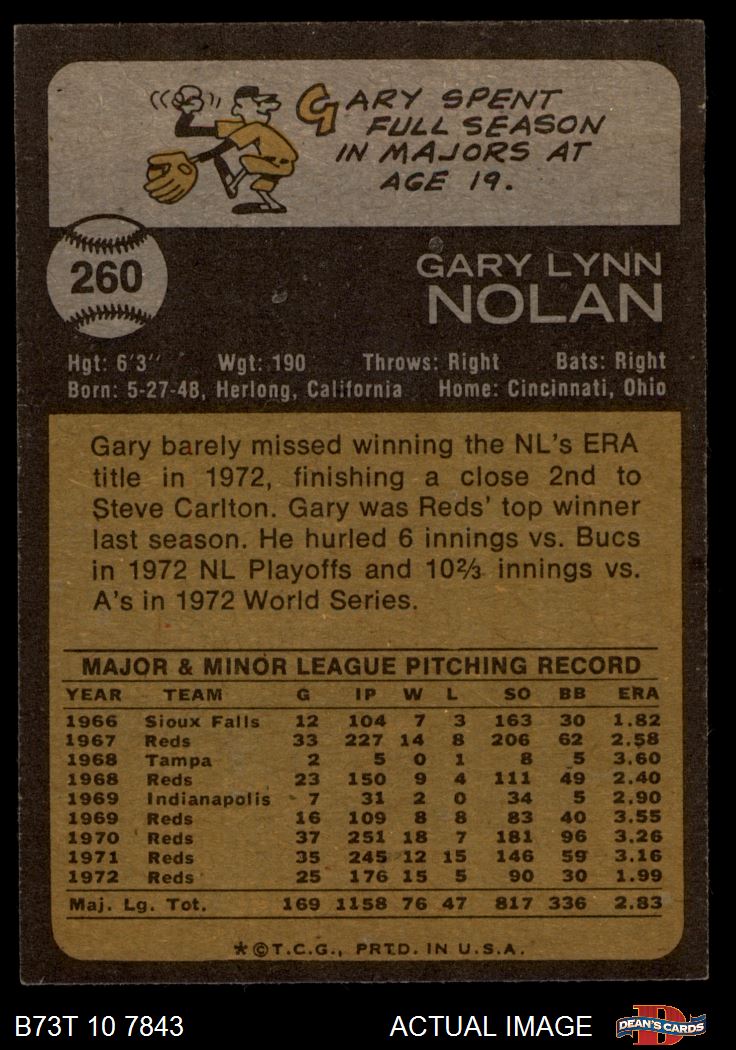 GARY SPENT
FULL SEASON
IN MAJORS AT
AGE 19.
260
GARY LYNN
NOLAN
Hgt: 6'3" Wgt: 190 Throws: Right Bats: Right
Born: 5-27-48, Herlong, California Home: Cincinnati, Ohio
Gary barely missed winning the NL's ERA
title in 1972, finishing a close 2nd to
Steve Carlton. Gary was Reds' top winner
last season. He hurled 6 innings vs. Bucs
in 1972 NL Playoffs and 10⅔ innings vs.
A's in 1972 World Series.
MAJOR & MINOR LEAGUE PITCHING RECORD
YEAR TEAM G IP W L SO BB ERA
1966 Sioux Falls 12 104 7 3 163 30 1.82
1967 Reds 33 227 14 8 206 62 2.58
1968 Tampa 2 5 0 1 8 5 3.60
1968 Reds 23 150 9 4 111 49 2.40
1969 Indianapolis 7 31 2 0 34 5 2.90
1969 Reds 16 109 8 8 83 40 3.55
1970 Reds 37 251 18 7 181 96 3.26
1971 Reds 35 245 12 15 146 59 3.16
1972 Reds 25 176 15 5 90 30 1.99
Maj. Lg. Tot. 169 1158 76 47 817 336 2.83
*©T.C.G., PRTD. IN U.S.A.
B73T 10 7843 ACTUAL IMAGE DEAN'S CARDS